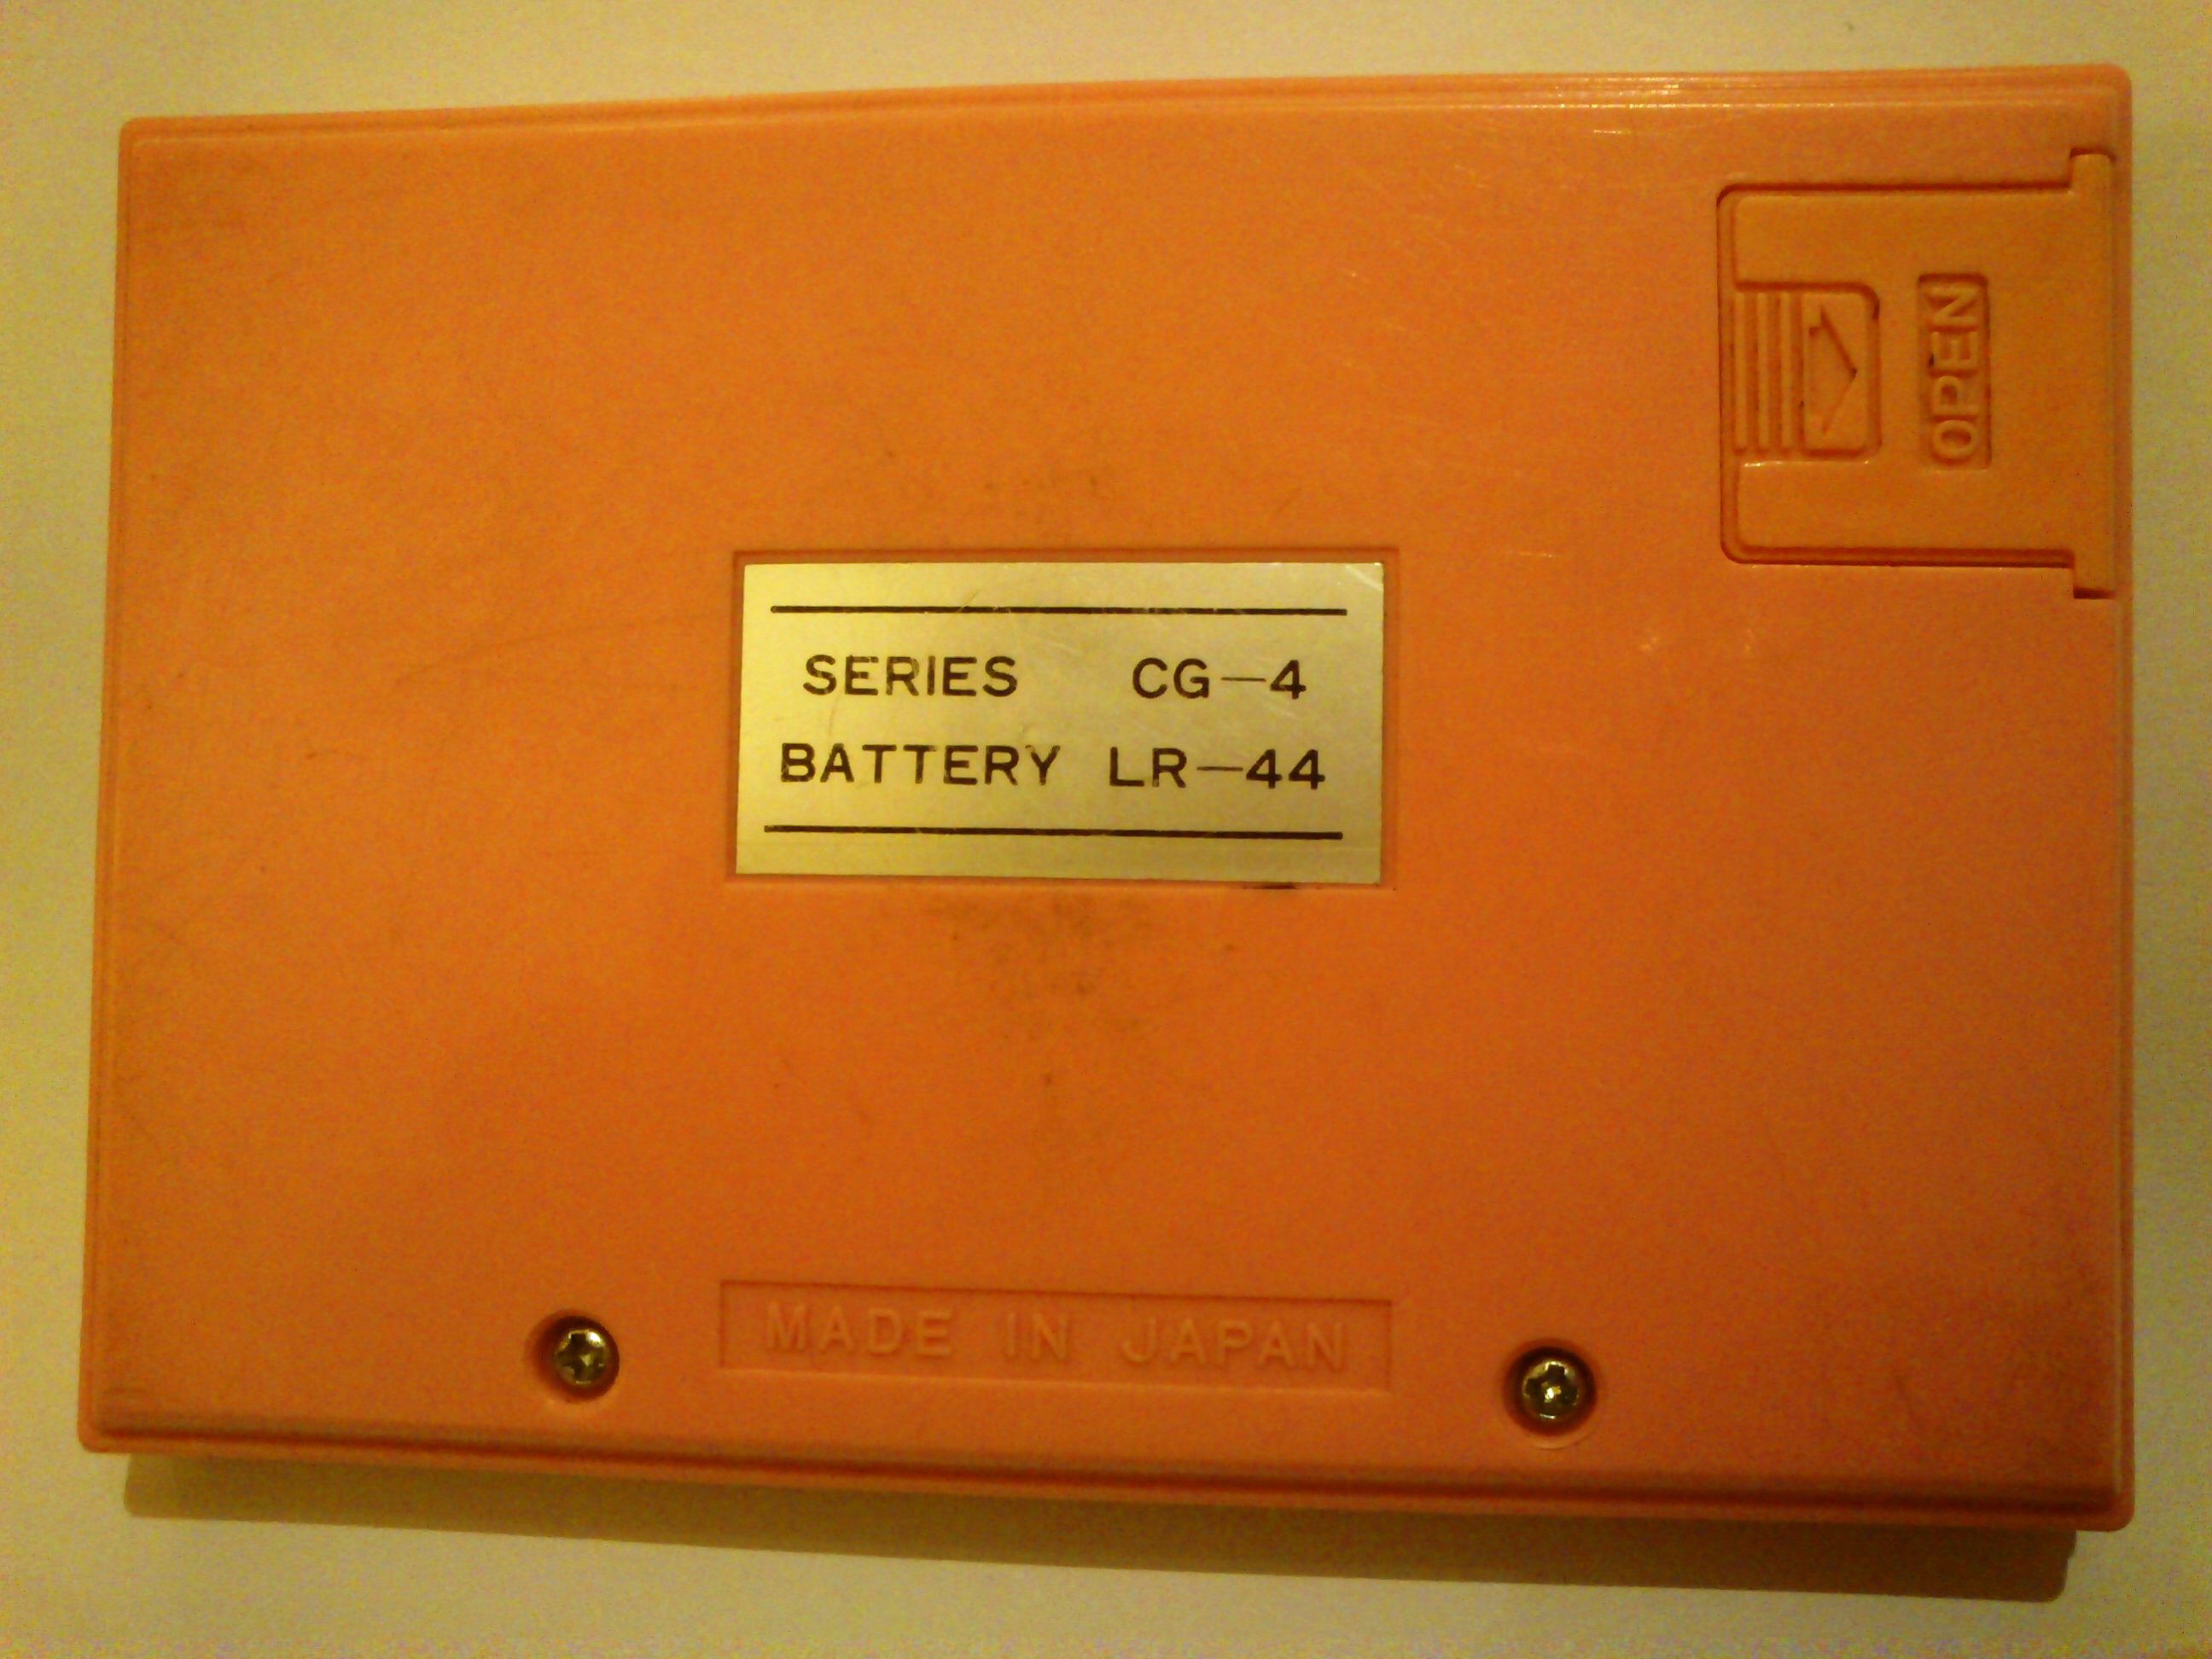 OPEN
SERIES CG-4
BATTERY LR-44
MADE IN JAPAN